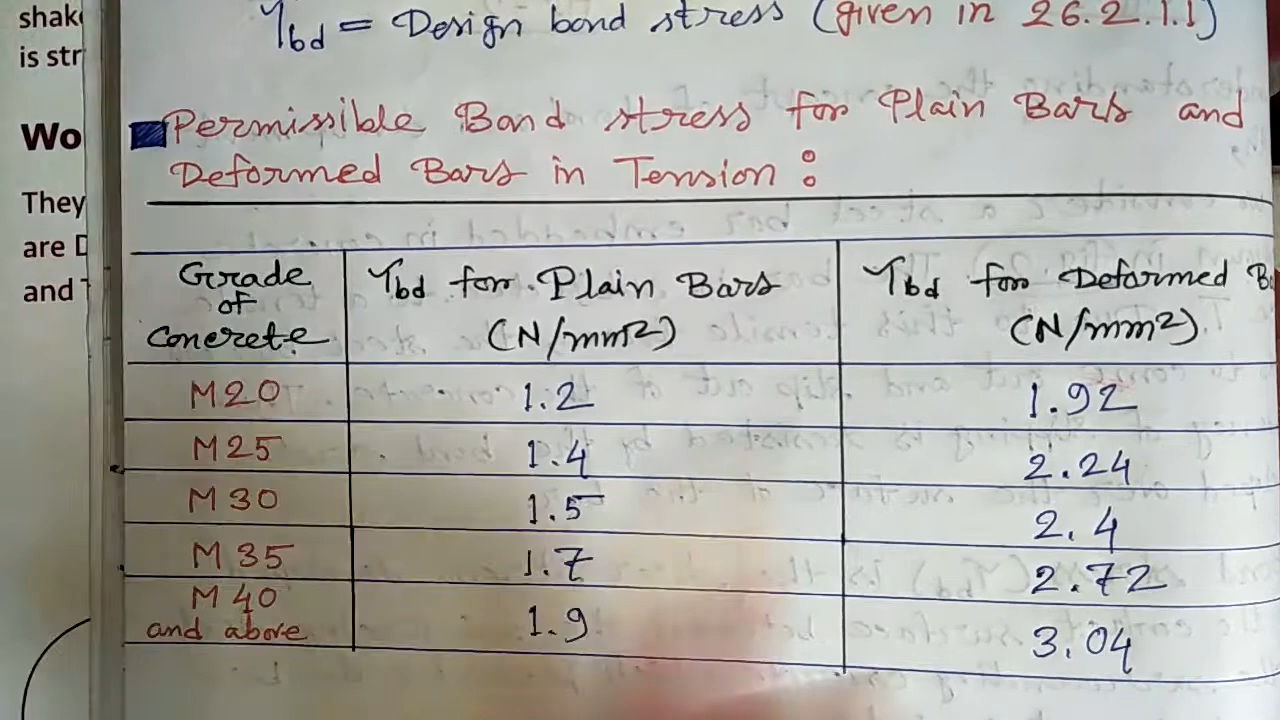 shak
is str
Wo
They
are D
and T
τbd = Design bond stress (given in 26.2.1.1)
Permissible Bond stress for Plain Bars and
Deformed Bars in Tension :
Grade of Concrete | τbd for Plain Bars (N/mm2) | τbd for Deformed B (N/mm2)
M20 | 1.2 | 1.92
M25 | 1.4 | 2.24
M30 | 1.5 | 2.4
M35 | 1.7 | 2.72
M40 and above | 1.9 | 3.04